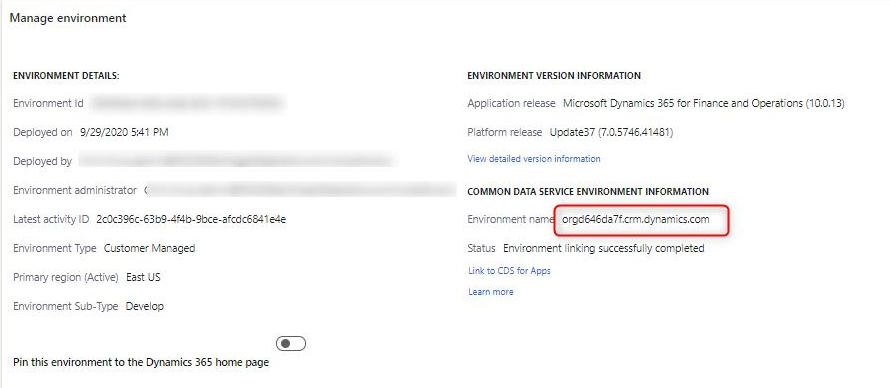 Manage environment
ENVIRONMENT DETAILS:
Environment Id
Deployed on 9/29/2020 5:41 PM
Deployed by
Environment administrator
Latest activity ID 2c0c396c-63b9-4f4b-9bce-afcdc6841e4e
Environment Type Customer Managed
Primary region (Active) East US
Environment Sub-Type Develop
Pin this environment to the Dynamics 365 home page
ENVIRONMENT VERSION INFORMATION
Application release Microsoft Dynamics 365 for Finance and Operations (10.0.13)
Platform release Update37 (7.0.5746.41481)
View detailed version information
COMMON DATA SERVICE ENVIRONMENT INFORMATION
Environment name orgd646da7f.crm.dynamics.com
Status Environment linking successfully completed
Link to CDS for Apps
Learn more